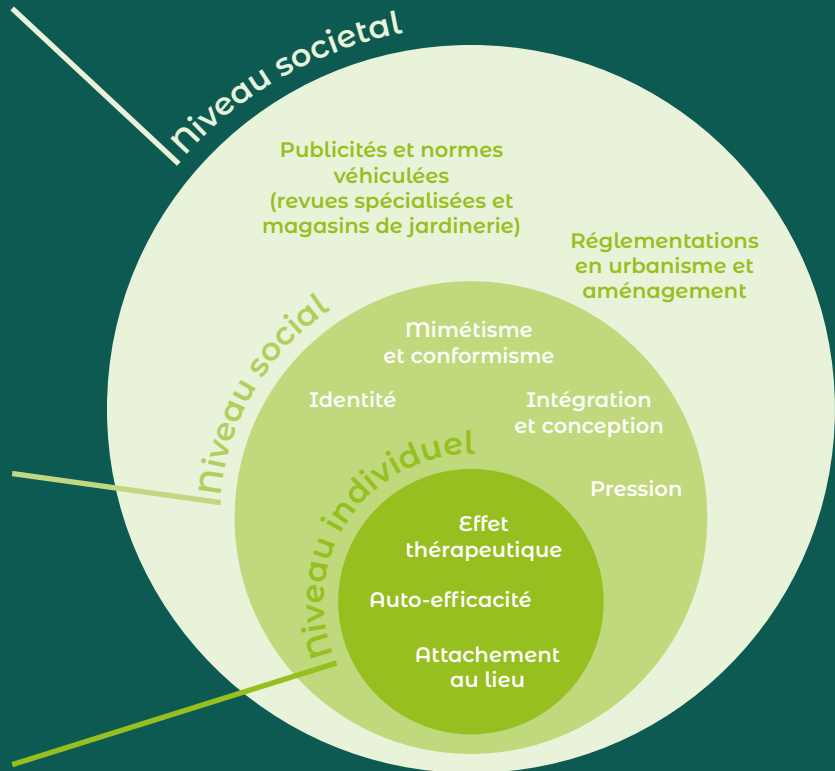 Niveau societal
Publicités et normes
véhiculées
(revues spécialisées et
magasins de jardinerie)
Réglementations
en urbanisme et
aménagement
Niveau social
Mimétisme
et conformisme
Identité
Intégration
et conception
Pression
Niveau individuel
Effet
thérapeutique
Auto-efficacité
Attachement
au lieu